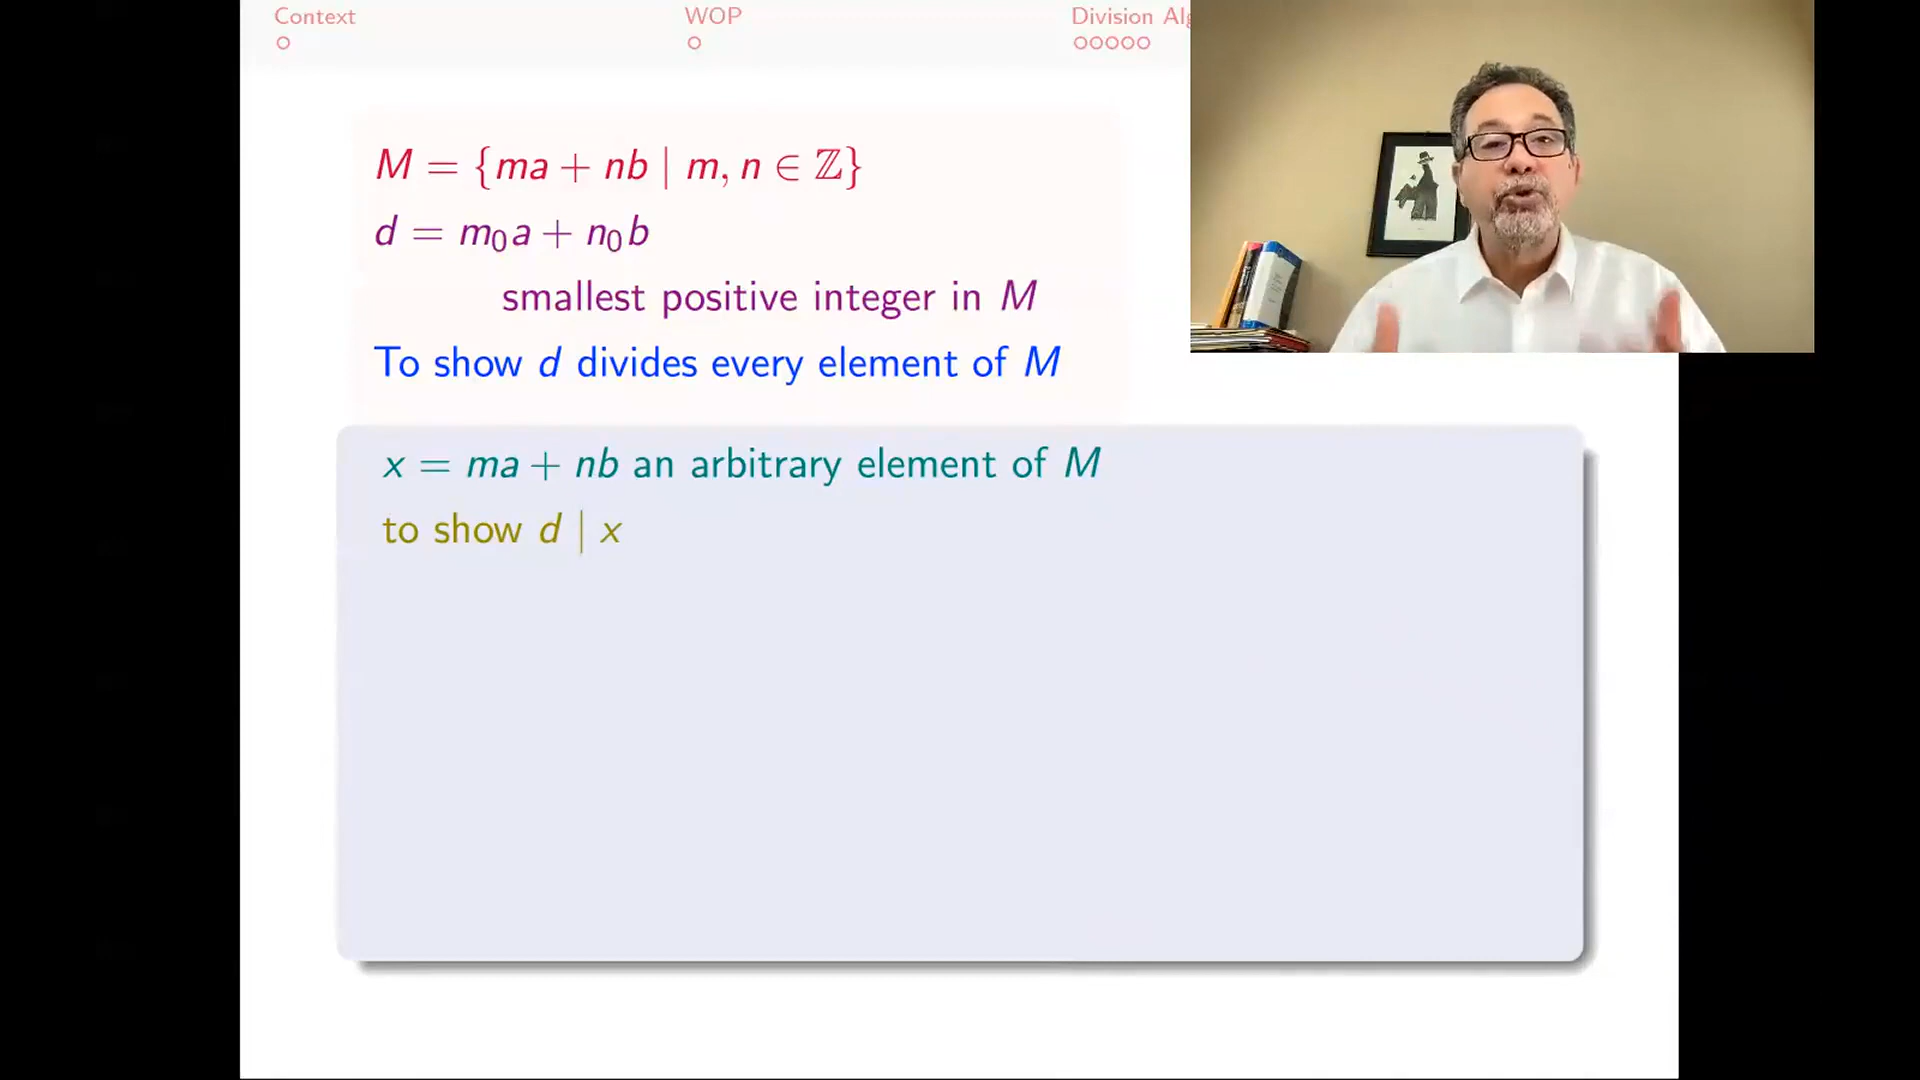 Context
WOP
Division Alg
M = {ma + nb | m, n ∈ ℤ}
d = m₀a + n₀b
smallest positive integer in M
To show d divides every element of M
x = ma + nb an arbitrary element of M
to show d | x